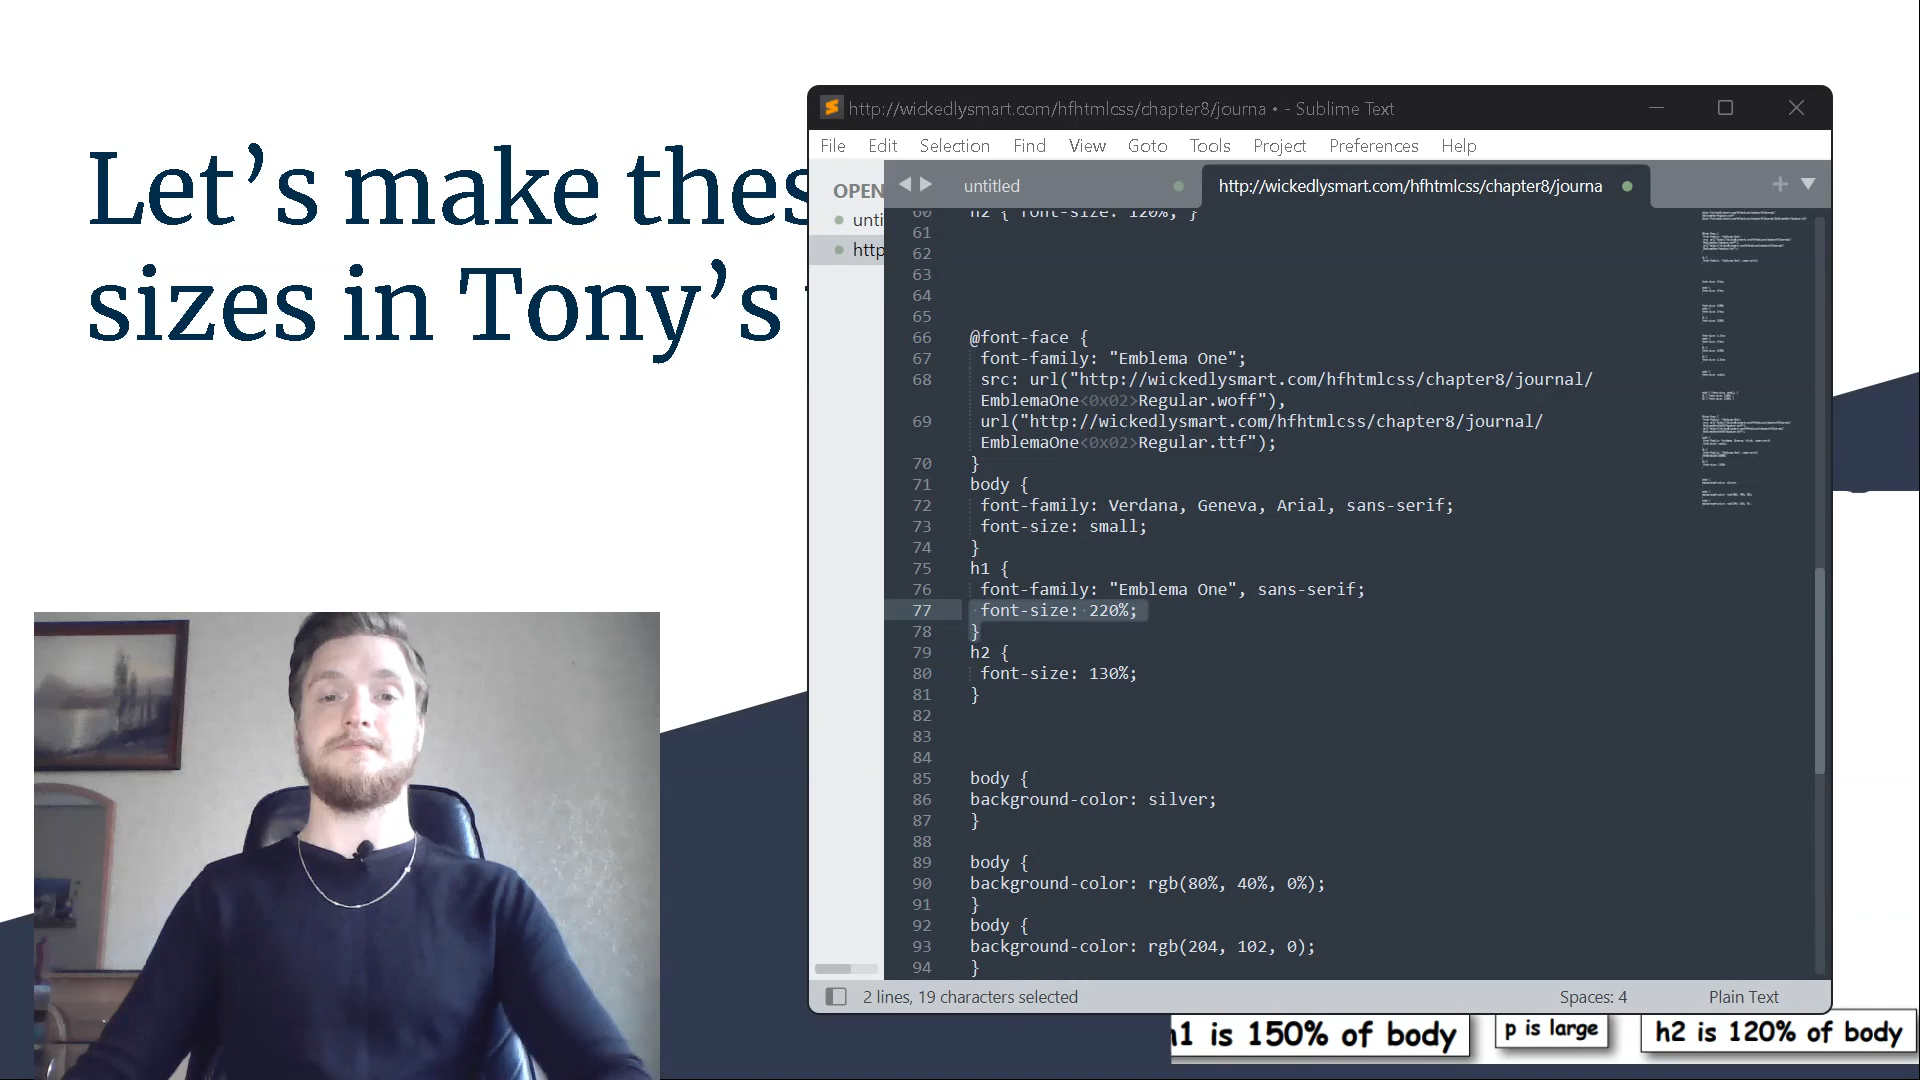 Let’s make thes
sizes in Tony’s
http://wickedlysmart.com/hfhtmlcss/chapter8/journa • - Sublime Text
File Edit Selection Find View Goto Tools Project Preferences Help
OPEN
unti
http
untitled
http://wickedlysmart.com/hfhtmlcss/chapter8/journa
60 h2 { font-size: 120%; }
61
62
63
64
65
66 @font-face {
67 font-family: "Emblema One";
68 src: url("http://wickedlysmart.com/hfhtmlcss/chapter8/journal/
EmblemaOne<0x02>Regular.woff"),
69 url("http://wickedlysmart.com/hfhtmlcss/chapter8/journal/
EmblemaOne<0x02>Regular.ttf");
70 }
71 body {
72 font-family: Verdana, Geneva, Arial, sans-serif;
73 font-size: small;
74 }
75 h1 {
76 font-family: "Emblema One", sans-serif;
77 font-size: 220%;
78 }
79 h2 {
80 font-size: 130%;
81 }
82
83
84
85 body {
86 background-color: silver;
87 }
88
89 body {
90 background-color: rgb(80%, 40%, 0%);
91 }
92 body {
93 background-color: rgb(204, 102, 0);
94 }
2 lines, 19 characters selected
Spaces: 4
Plain Text
h1 is 150% of body
p is large
h2 is 120% of body